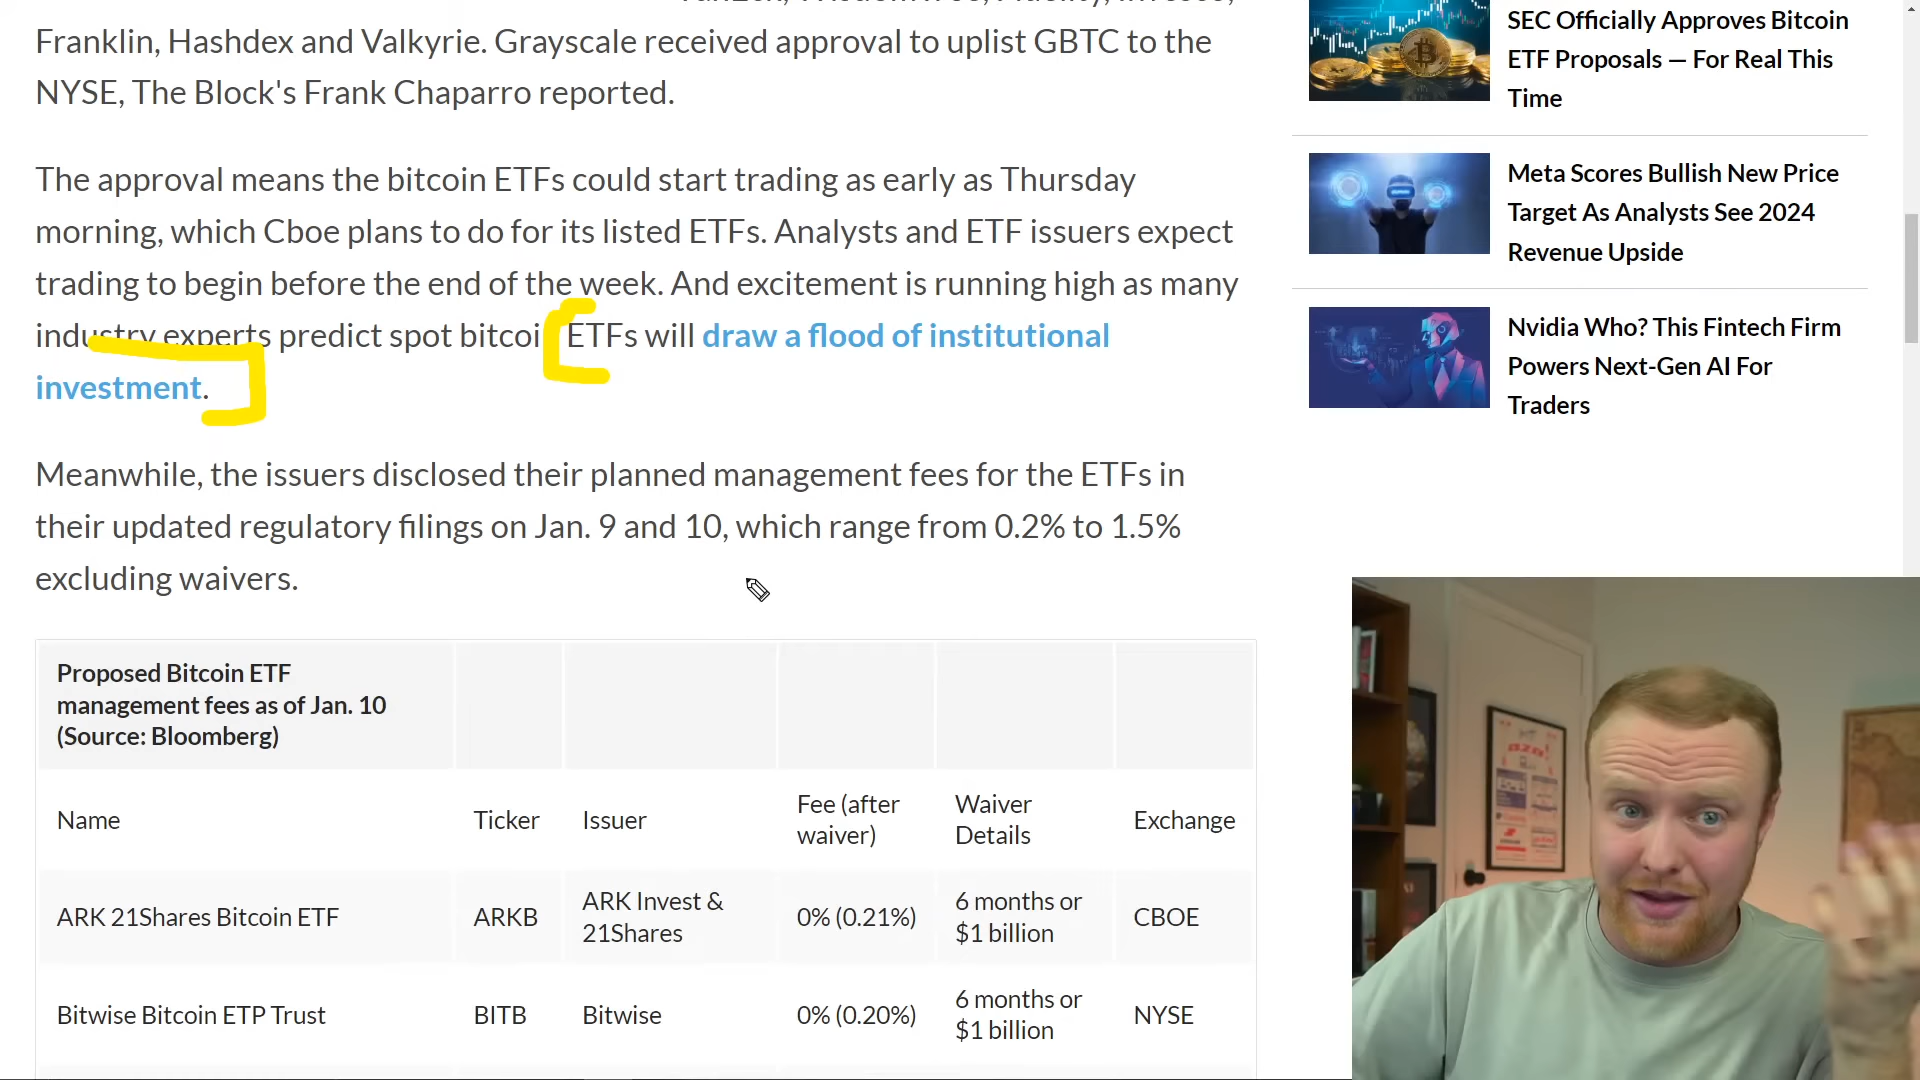 Franklin, Hashdex and Valkyrie. Grayscale received approval to uplist GBTC to the
NYSE, The Block's Frank Chaparro reported.
The approval means the bitcoin ETFs could start trading as early as Thursday
morning, which Cboe plans to do for its listed ETFs. Analysts and ETF issuers expect
trading to begin before the end of the week. And excitement is running high as many
industry experts predict spot bitcoin ETFs will draw a flood of institutional
investment.
Meanwhile, the issuers disclosed their planned management fees for the ETFs in
their updated regulatory filings on Jan. 9 and 10, which range from 0.2% to 1.5%
excluding waivers.
Proposed Bitcoin ETF
management fees as of Jan. 10
(Source: Bloomberg)
Name Ticker Issuer Fee (after waiver) Waiver Details Exchange
ARK 21Shares Bitcoin ETF ARKB ARK Invest & 21Shares 0% (0.21%) 6 months or $1 billion CBOE
Bitwise Bitcoin ETP Trust BITB Bitwise 0% (0.20%) 6 months or $1 billion NYSE
SEC Officially Approves Bitcoin
ETF Proposals — For Real This
Time
Meta Scores Bullish New Price
Target As Analysts See 2024
Revenue Upside
Nvidia Who? This Fintech Firm
Powers Next-Gen AI For
Traders